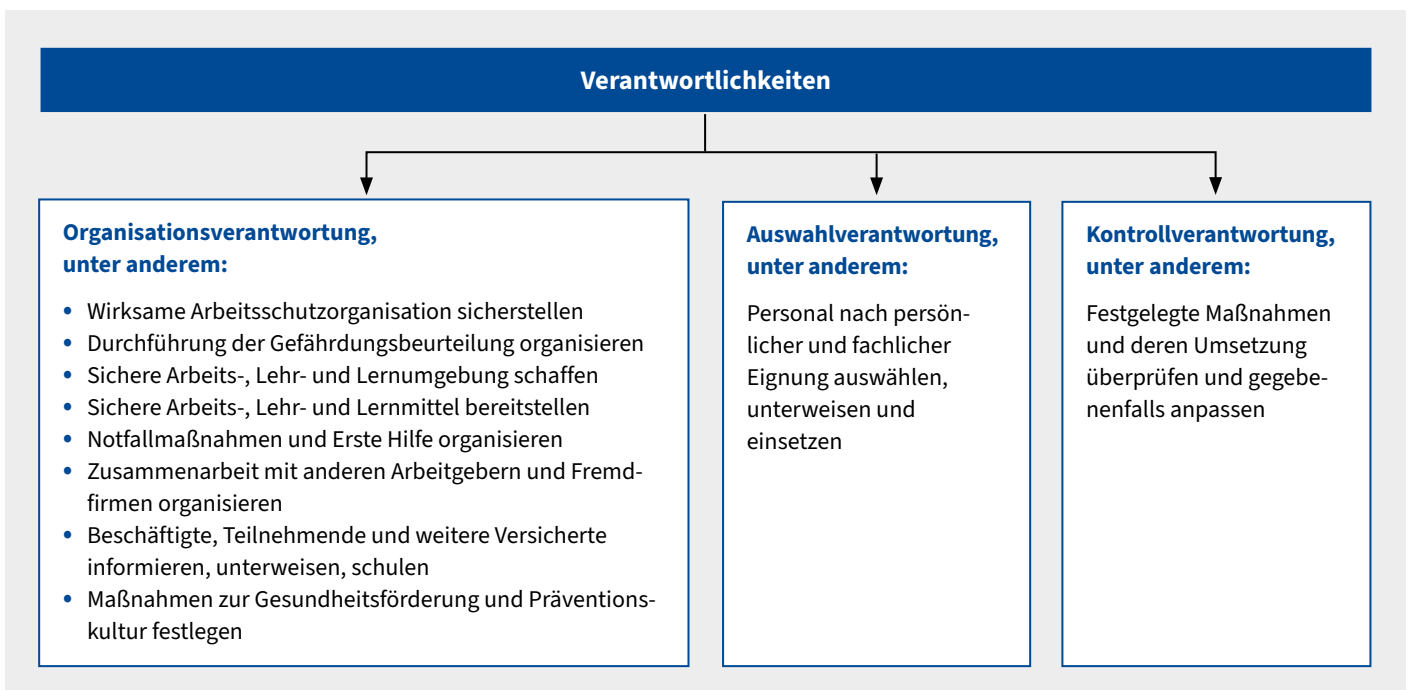 Verantwortlichkeiten
Organisationsverantwortung,
unter anderem:
• Wirksame Arbeitsschutzorganisation sicherstellen
• Durchführung der Gefährdungsbeurteilung organisieren
• Sichere Arbeits-, Lehr- und Lernumgebung schaffen
• Sichere Arbeits-, Lehr- und Lernmittel bereitstellen
• Notfallmaßnahmen und Erste Hilfe organisieren
• Zusammenarbeit mit anderen Arbeitgebern und Fremd-
firmen organisieren
• Beschäftigte, Teilnehmende und weitere Versicherte
informieren, unterweisen, schulen
• Maßnahmen zur Gesundheitsförderung und Präventions-
kultur festlegen
Auswahlverantwortung,
unter anderem:
Personal nach persön-
licher und fachlicher
Eignung auswählen,
unterweisen und
einsetzen
Kontrollverantwortung,
unter anderem:
Festgelegte Maßnahmen
und deren Umsetzung
überprüfen und gegebe-
nenfalls anpassen